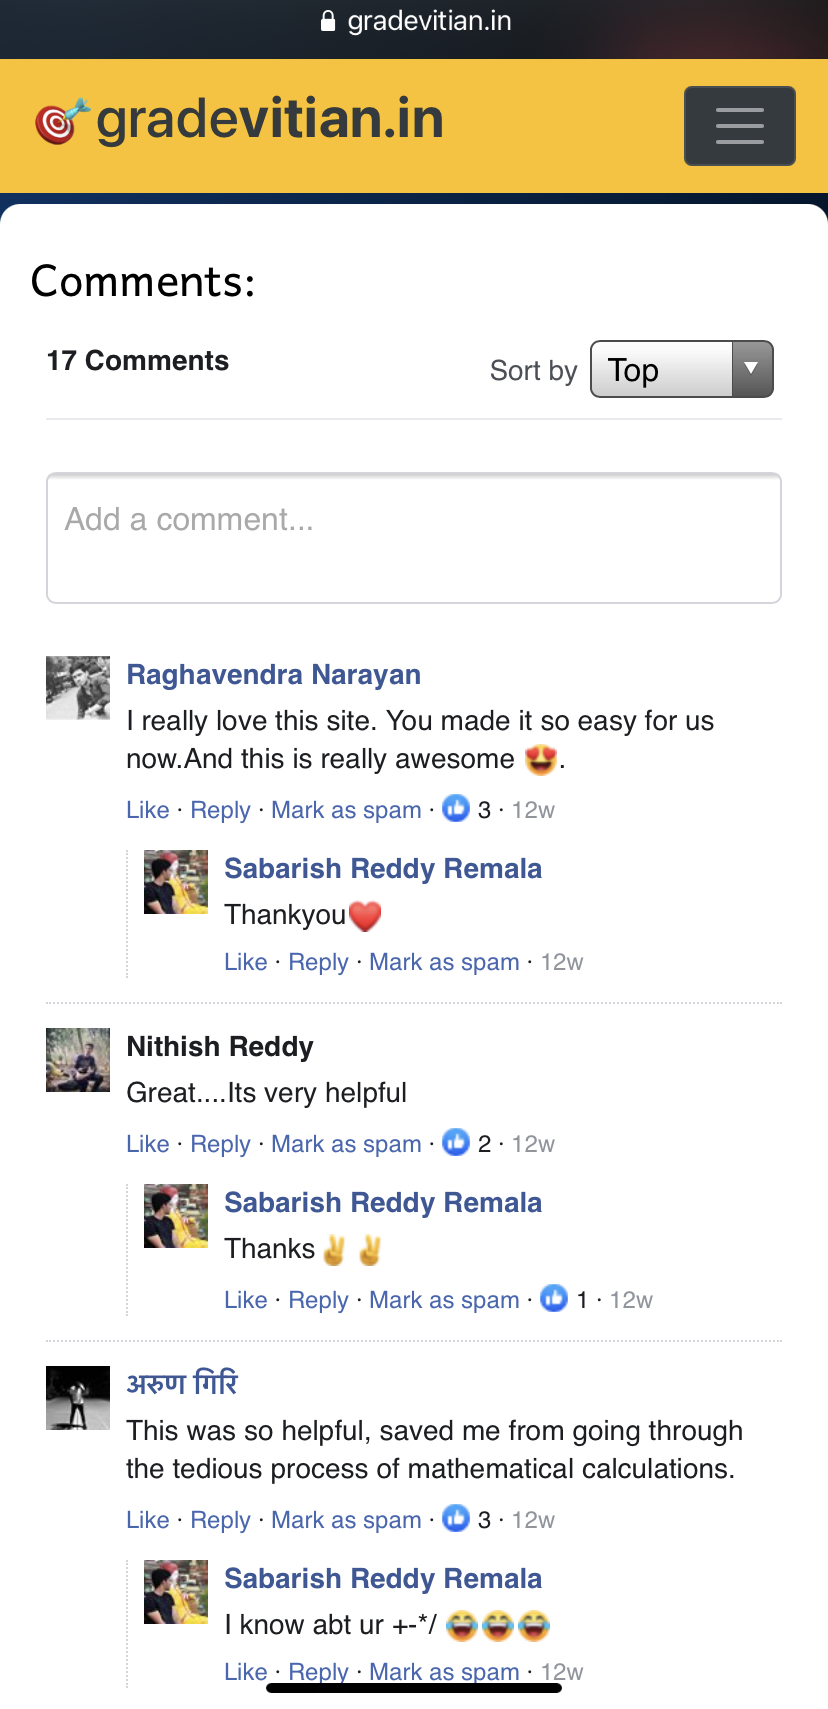 gradevitian.in
gradevitian.in
Comments:
17 Comments
Sort by Top
Add a comment...
Raghavendra Narayan
I really love this site. You made it so easy for us
now.And this is really awesome 😍.
Like · Reply · Mark as spam · 3 · 12w
Sabarish Reddy Remala
Thankyou❤️
Like · Reply · Mark as spam · 12w
Nithish Reddy
Great....Its very helpful
Like · Reply · Mark as spam · 2 · 12w
Sabarish Reddy Remala
Thanks✌️✌️
Like · Reply · Mark as spam · 1 · 12w
अरुण गिरि
This was so helpful, saved me from going through
the tedious process of mathematical calculations.
Like · Reply · Mark as spam · 3 · 12w
Sabarish Reddy Remala
I know abt ur +-*/ 😂😂😂
Like · Reply · Mark as spam · 12w